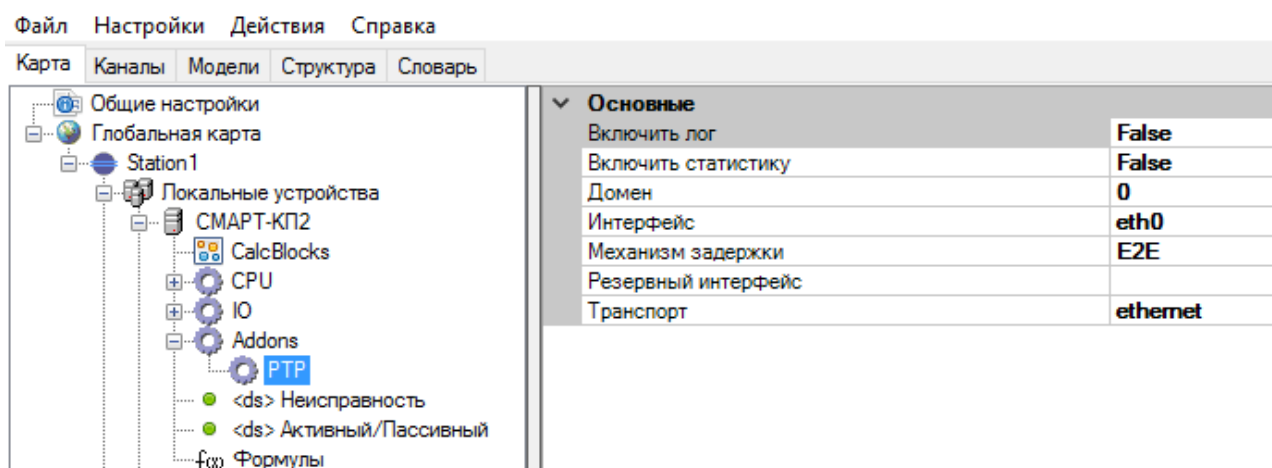 Файл Настройки Действия Справка
Карта Каналы Модели Структура Словарь
Общие настройки
Глобальная карта
Station1
Локальные устройства
СМАРТ-КП2
CalcBlocks
CPU
IO
Addons
PTP
<ds> Неисправность
<ds> Активный/Пассивный
f(x) Формулы
Основные
Включить лог False
Включить статистику False
Домен 0
Интерфейс eth0
Механизм задержки E2E
Резервный интерфейс
Транспорт ethernet